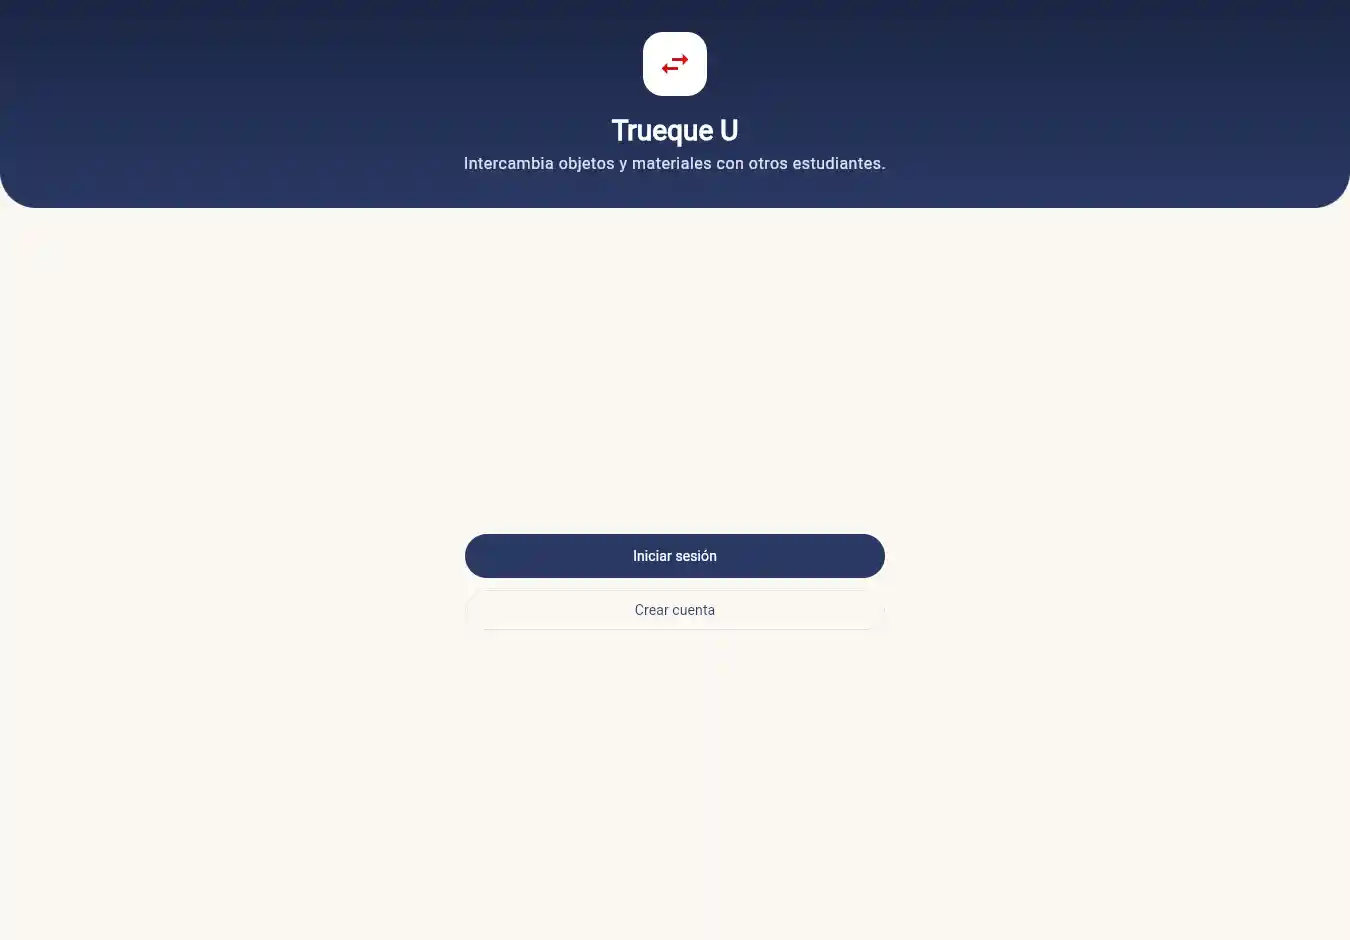 Trueque U
Intercambia objetos y materiales con otros estudiantes.
Iniciar sesión
Crear cuenta